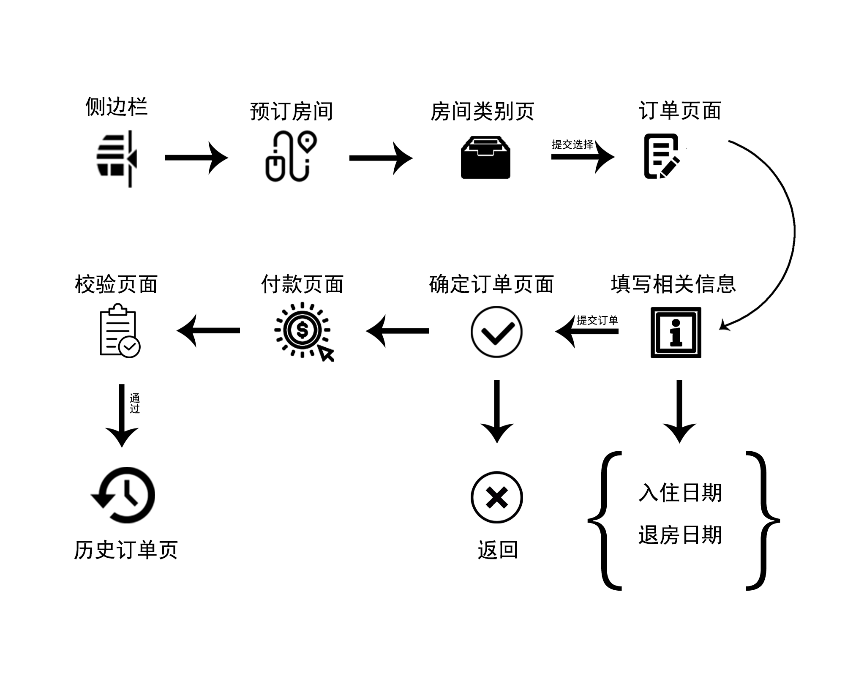 侧边栏
预订房间
房间类别页
订单页面
提交选择
校验页面
付款页面
确定订单页面
填写相关信息
提交订单
通
过
入住日期
退房日期
历史订单页
返回